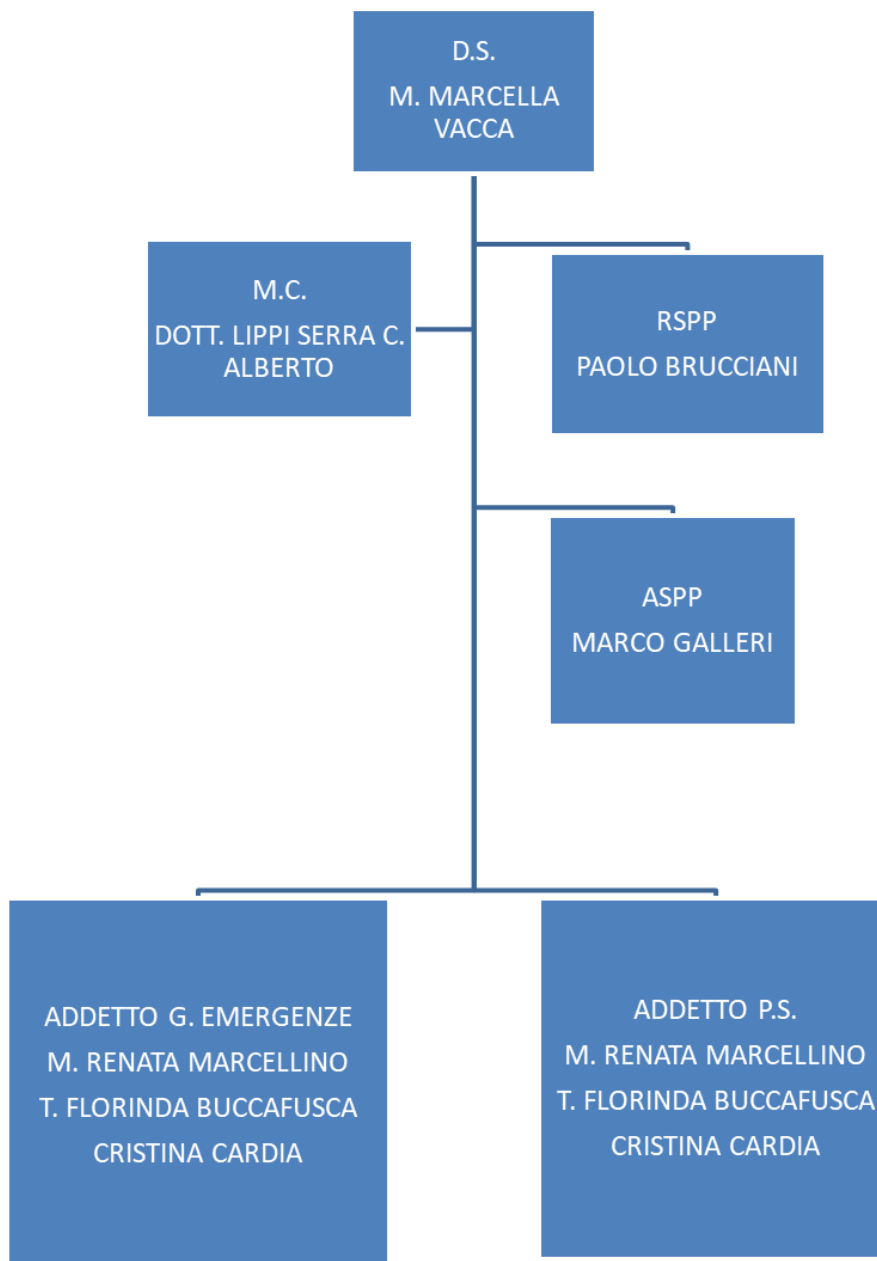 D.S.
M. MARCELLA
VACCA
M.C.
DOTT. LIPPI SERRA C.
ALBERTO
RSPP
PAOLO BRUCCIANI
ASPP
MARCO GALLERI
ADDETTO G. EMERGENZE
M. RENATA MARCELLINO
T. FLORINDA BUCCAFUSCA
CRISTINA CARDIA
ADDETTO P.S.
M. RENATA MARCELLINO
T. FLORINDA BUCCAFUSCA
CRISTINA CARDIA